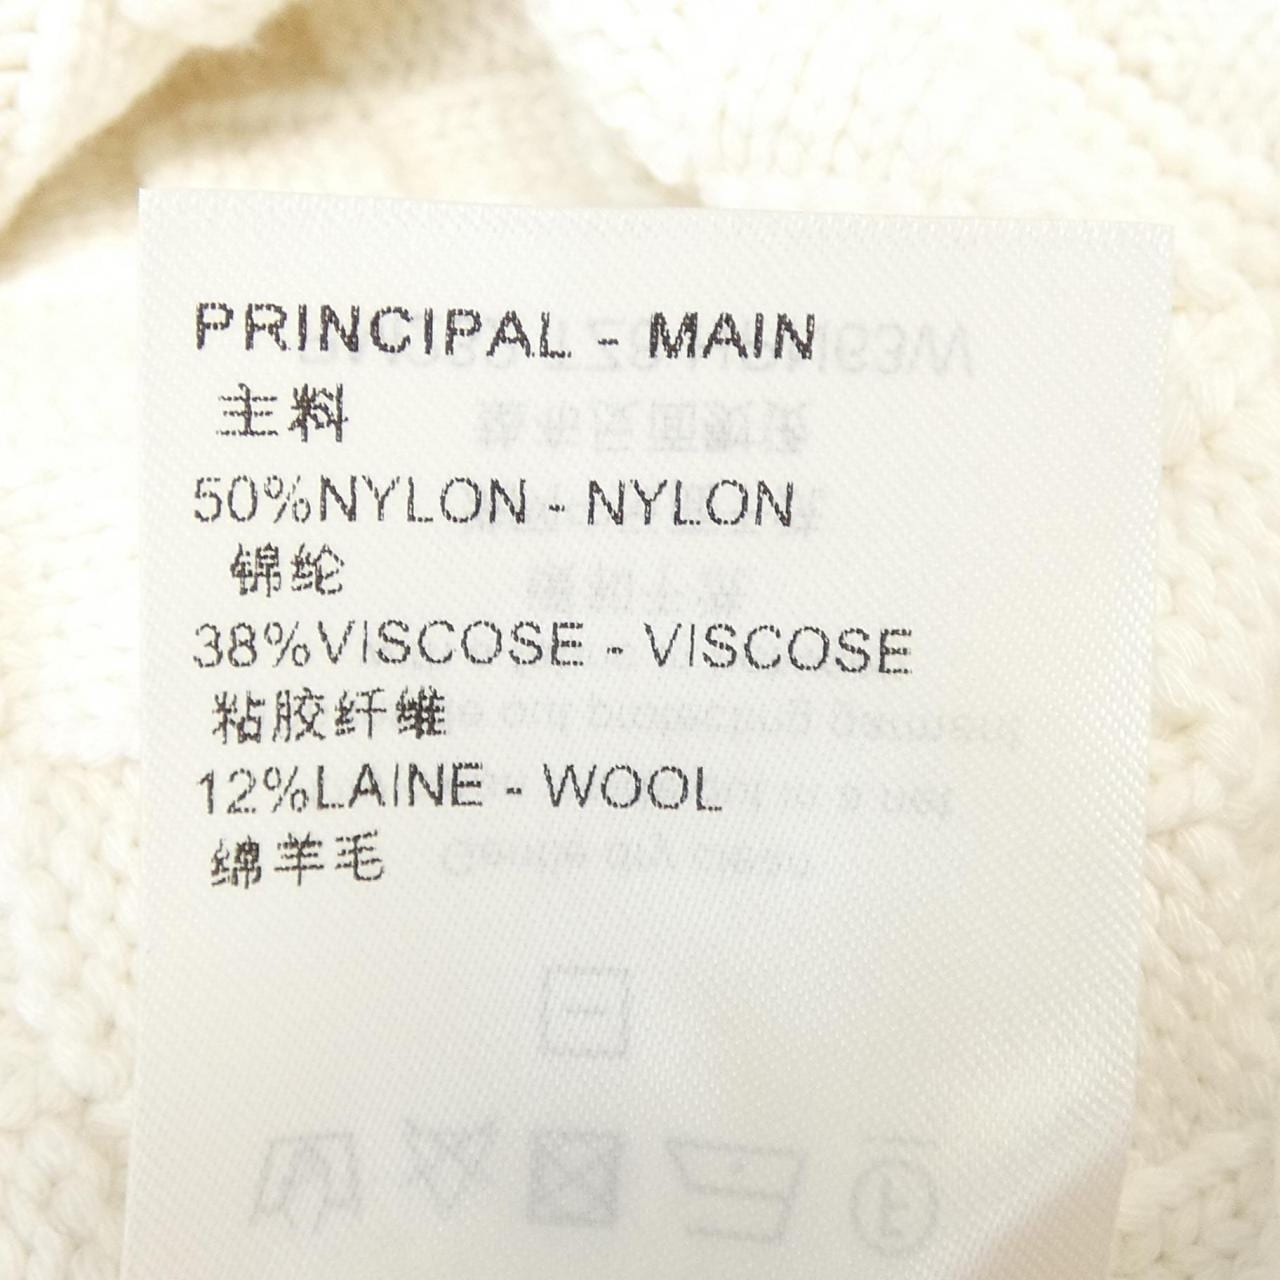 PRINCIPAL - MAIN
主料
50%NYLON - NYLON
锦纶
38%VISCOSE - VISCOSE
粘胶纤维
12%LAINE - WOOL
绵羊毛